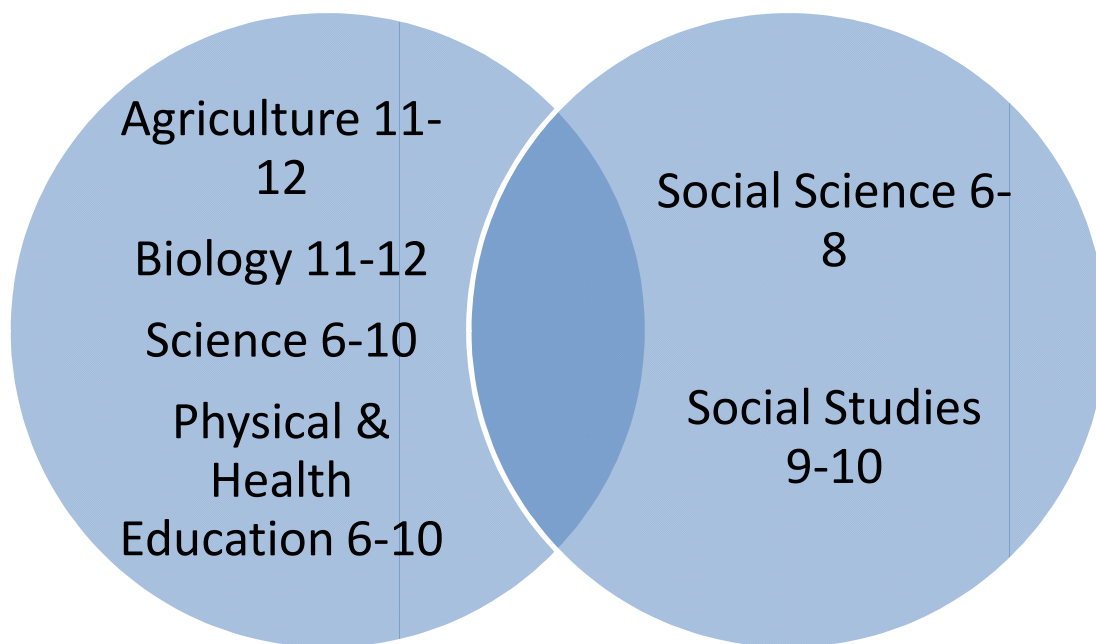 Agriculture 11-
12
Biology 11-12
Science 6-10
Physical &
Health
Education 6-10
Social Science 6-
8
Social Studies
9-10